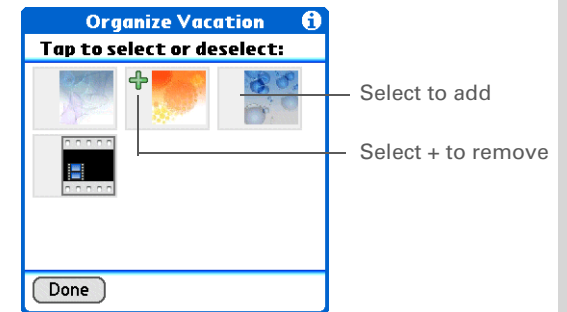 Organize Vacation
Tap to select or deselect:
Select to add
Select + to remove
Done